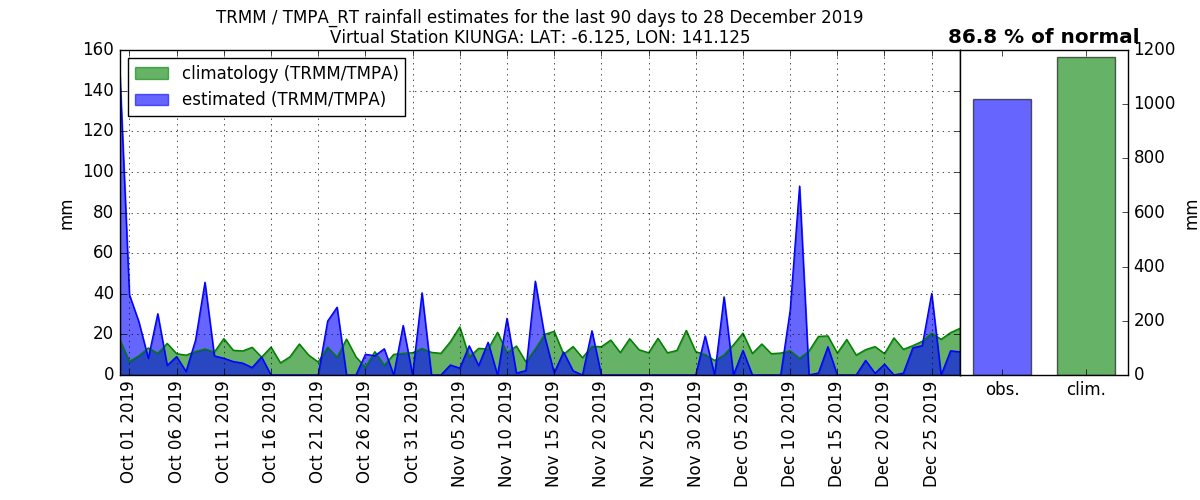 TRMM / TMPA_RT rainfall estimates for the last 90 days to 28 December 2019
Virtual Station KIUNGA: LAT: -6.125, LON: 141.125
86.8 % of normal
climatology (TRMM/TMPA)
estimated (TRMM/TMPA)
mm
160
140
120
100
80
60
40
20
0
Oct 01 2019
Oct 06 2019
Oct 11 2019
Oct 16 2019
Oct 21 2019
Oct 26 2019
Oct 31 2019
Nov 05 2019
Nov 10 2019
Nov 15 2019
Nov 20 2019
Nov 25 2019
Nov 30 2019
Dec 05 2019
Dec 10 2019
Dec 15 2019
Dec 20 2019
Dec 25 2019
obs.
clim.
1200
1000
800
600
400
200
0
mm